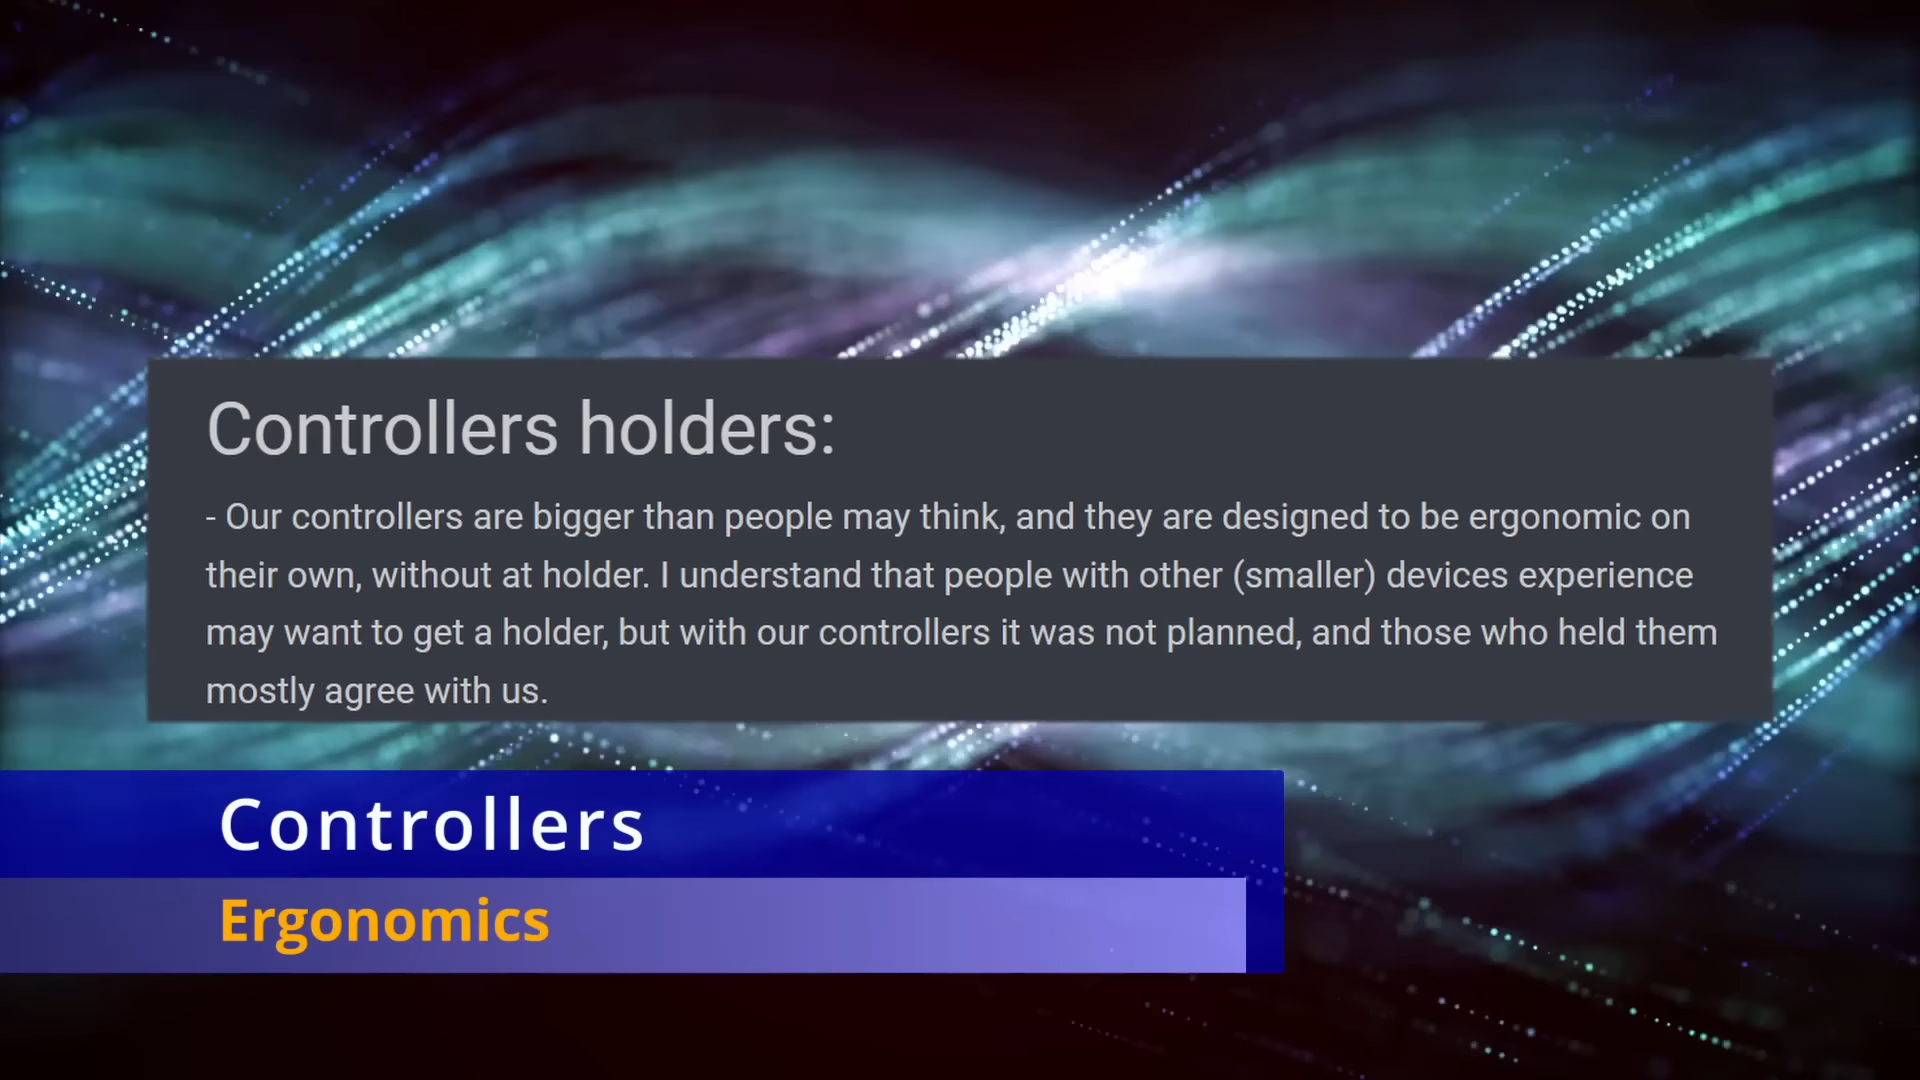 Controllers holders:
- Our controllers are bigger than people may think, and they are designed to be ergonomic on
their own, without at holder. I understand that people with other (smaller) devices experience
may want to get a holder, but with our controllers it was not planned, and those who held them
mostly agree with us.
Controllers
Ergonomics